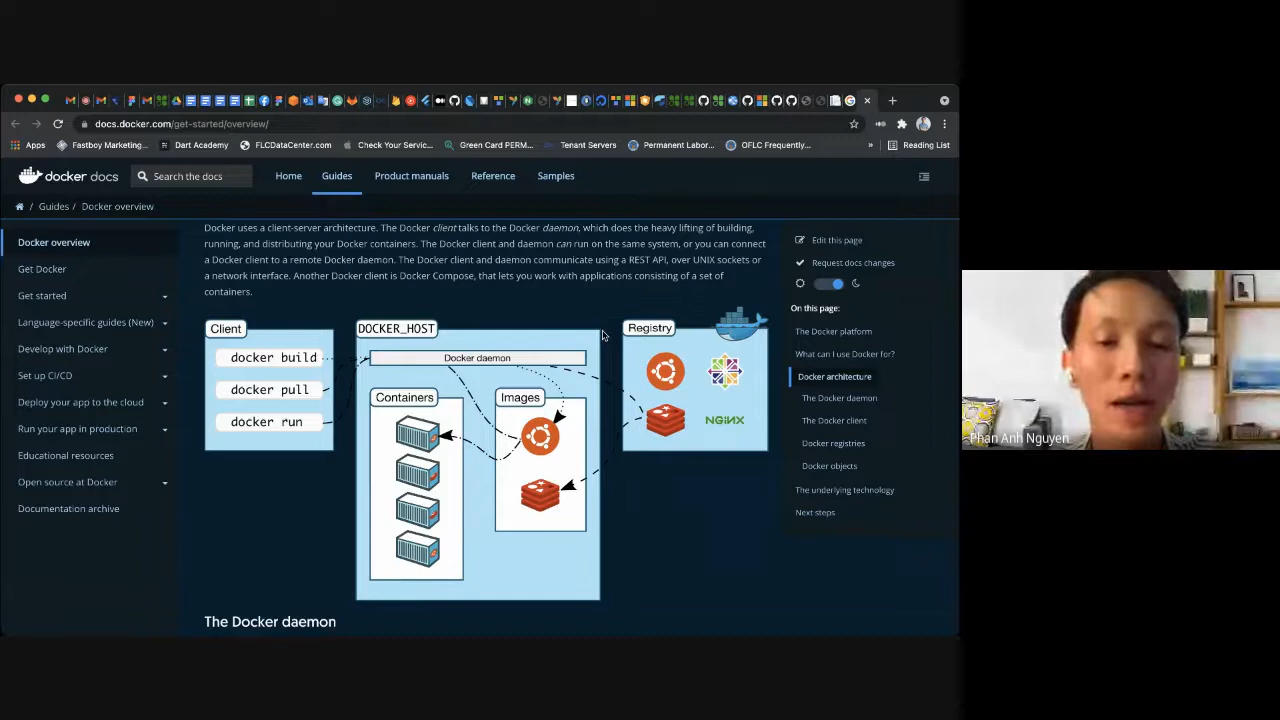 docs.docker.com/get-started/overview/
Apps
Fastboy Marketing...
Dart Academy
FLCDataCenter.com
Check Your Servic...
Green Card PERM...
Tenant Servers
Permanent Labor...
OFLC Frequently...
»
Reading List
docker docs
Search the docs
Home
Guides
Product manuals
Reference
Samples
/ Guides / Docker overview
Docker overview
Get Docker
Get started
Language-specific guides (New)
Develop with Docker
Set up CI/CD
Deploy your app to the cloud
Run your app in production
Educational resources
Open source at Docker
Documentation archive
Docker uses a client-server architecture. The Docker client talks to the Docker daemon, which does the heavy lifting of building,
running, and distributing your Docker containers. The Docker client and daemon can run on the same system, or you can connect
a Docker client to a remote Docker daemon. The Docker client and daemon communicate using a REST API, over UNIX sockets or
a network interface. Another Docker client is Docker Compose, that lets you work with applications consisting of a set of
containers.
Client
docker build
docker pull
docker run
DOCKER_HOST
Docker daemon
Containers
Images
Registry
NGINX
The Docker daemon
Edit this page
Request docs changes
On this page:
The Docker platform
What can I use Docker for?
Docker architecture
The Docker daemon
The Docker client
Docker registries
Docker objects
The underlying technology
Next steps
Phan Anh Nguyen